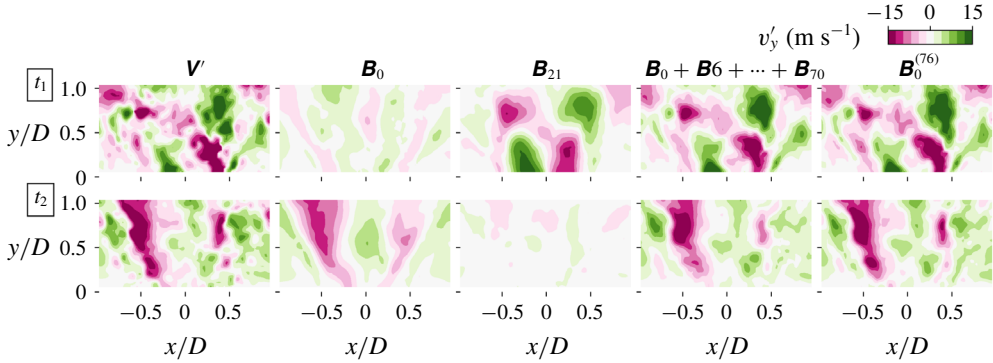 −15 0 15
v′y (m s−1)
V′ B0 B21 B0 + B6 + ··· + B70 B0(76)
t1
1.0
y/D 0.5
0
t2
1.0
y/D 0.5
0
−0.5 0 0.5 −0.5 0 0.5 −0.5 0 0.5 −0.5 0 0.5 −0.5 0 0.5
x/D x/D x/D x/D x/D